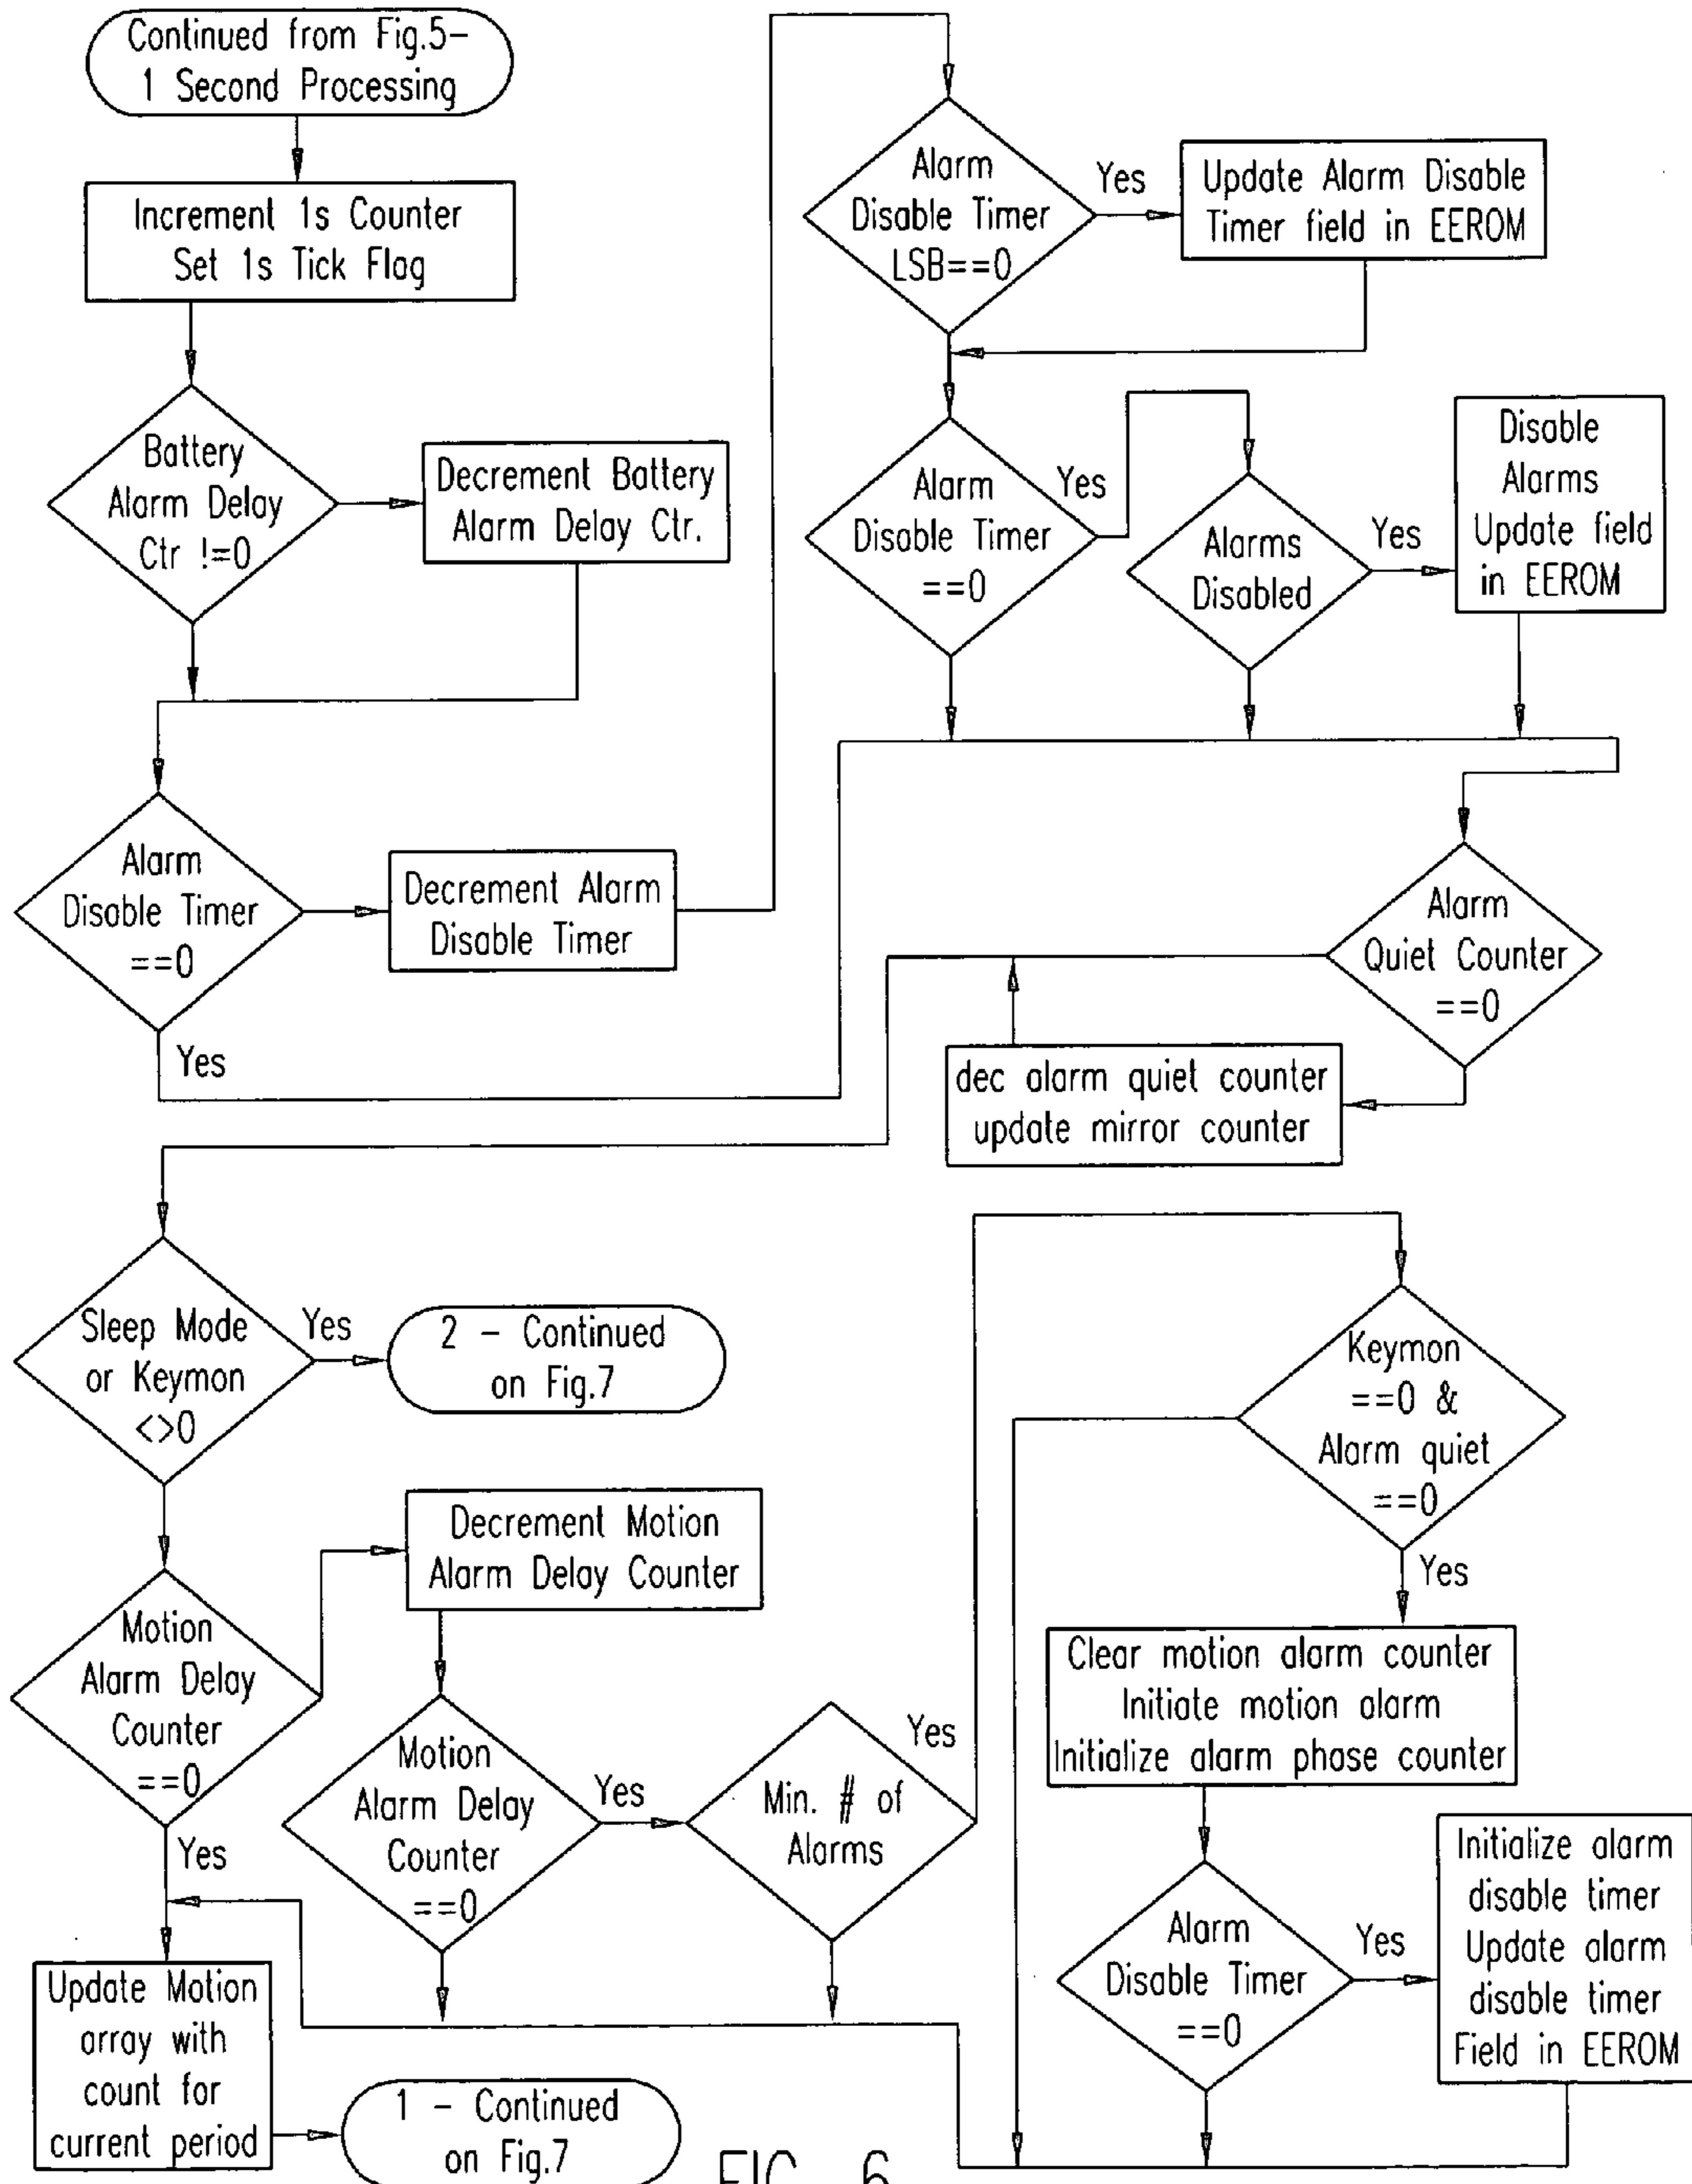 Continued from Fig.5-
1 Second Processing
Increment 1s Counter
Set 1s Tick Flag
Battery
Alarm Delay
Ctr !=0
Decrement Battery
Alarm Delay Ctr.
Alarm
Disable Timer
==0
Yes
Decrement Alarm
Disable Timer
Alarm
Disable Timer
LSB==0
Yes
Update Alarm Disable
Timer field in EEROM
Alarm
Disable Timer
==0
Yes
Alarms
Disabled
Yes
Disable
Alarms
Update field
in EEROM
Alarm
Quiet Counter
==0
dec alarm quiet counter
update mirror counter
Sleep Mode
or Keymon
<>0
Yes
2 - Continued
on Fig.7
Motion
Alarm Delay
Counter
==0
Yes
Decrement Motion
Alarm Delay Counter
Motion
Alarm Delay
Counter
==0
Yes
Min. # of
Alarms
Yes
Keymon
==0 &
Alarm quiet
==0
Yes
Clear motion alarm counter
Initiate motion alarm
Initialize alarm phase counter
Alarm
Disable Timer
==0
Yes
Initialize alarm
disable timer
Update alarm
disable timer
Field in EEROM
Update Motion
array with
count for
current period
1 - Continued
on Fig.7
FIG. 6